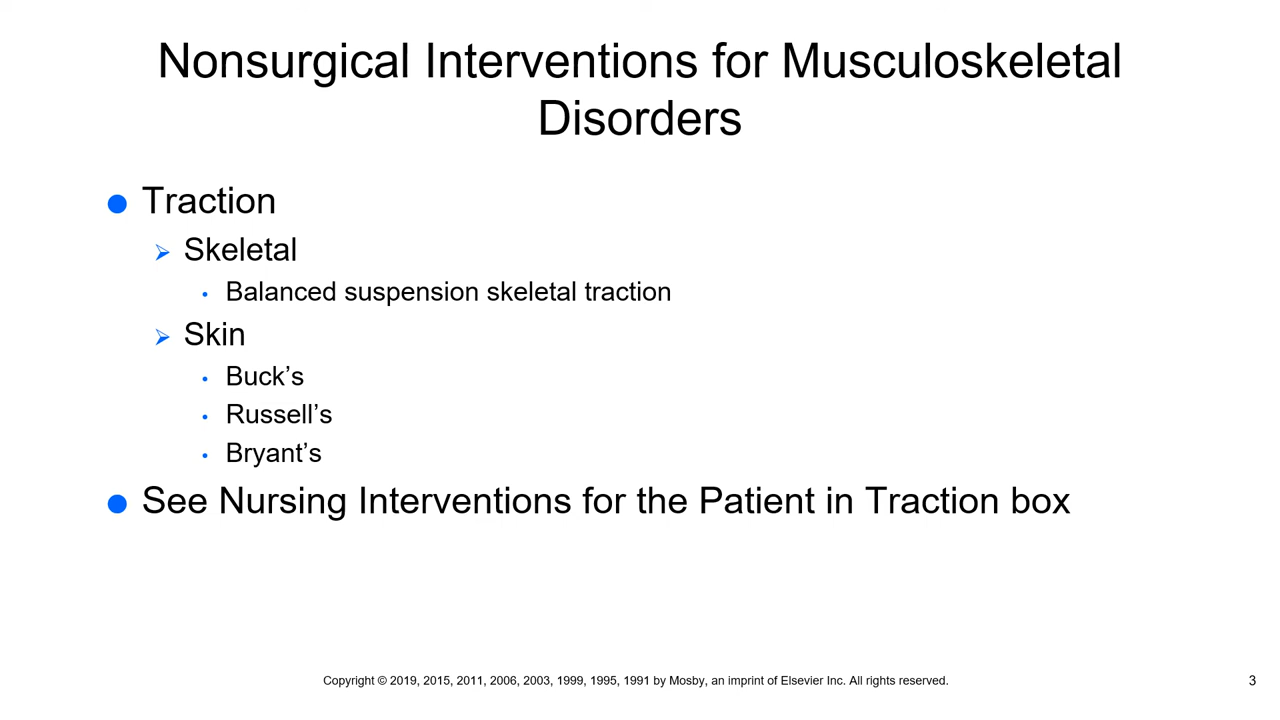 Nonsurgical Interventions for Musculoskeletal
Disorders
Traction
Skeletal
Balanced suspension skeletal traction
Skin
Buck’s
Russell’s
Bryant’s
See Nursing Interventions for the Patient in Traction box
Copyright © 2019, 2015, 2011, 2006, 2003, 1999, 1995, 1991 by Mosby, an imprint of Elsevier Inc. All rights reserved.
3